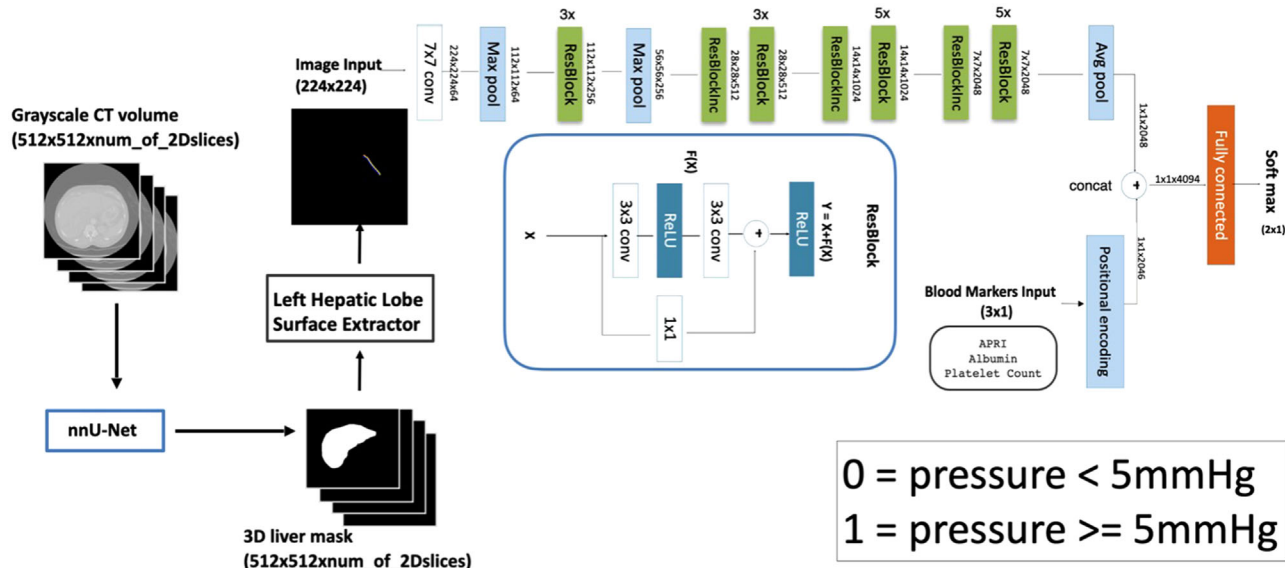 Grayscale CT volume
(512x512xnum_of_2Dslices)
nnU-Net
3D liver mask
(512x512xnum_of_2Dslices)
Left Hepatic Lobe
Surface Extractor
Image Input
(224x224)
7x7 conv
224x224x64
Max pool
112x112x64
3x
ResBlock
112x112x256
Max pool
56x56x256
ResBlockInc
28x28x512
3x
ResBlock
28x28x512
ResBlockInc
14x14x1024
5x
ResBlock
14x14x1024
ResBlockInc
7x7x2048
5x
ResBlock
7x7x2048
Avg pool
1x1x2048
concat
+
1x1x4094
Fully connected
Soft max
(2x1)
1x1x2046
Positional encoding
Blood Markers Input
(3x1)
APRI
Albumin
Platelet Count
ResBlock
F(X)
X
3x3 conv
ReLU
3x3 conv
+
ReLU
Y = X+F(X)
1x1
0 = pressure < 5mmHg
1 = pressure >= 5mmHg